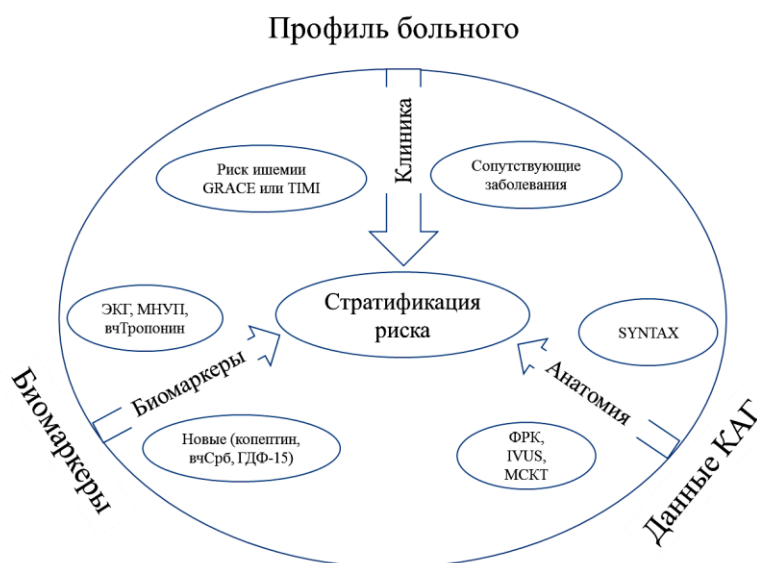 Профиль больного
Клиника
Риск ишемии
GRACE или TIMI
Сопутствующие
заболевания
Стратификация
риска
ЭКГ, МНУП,
вчТропонин
SYNTAX
Биомаркеры
Биомаркеры
Анатомия
Данные КАГ
Новые (копептин,
вчСрб, ГДФ-15)
ФРК,
IVUS,
МСКТ